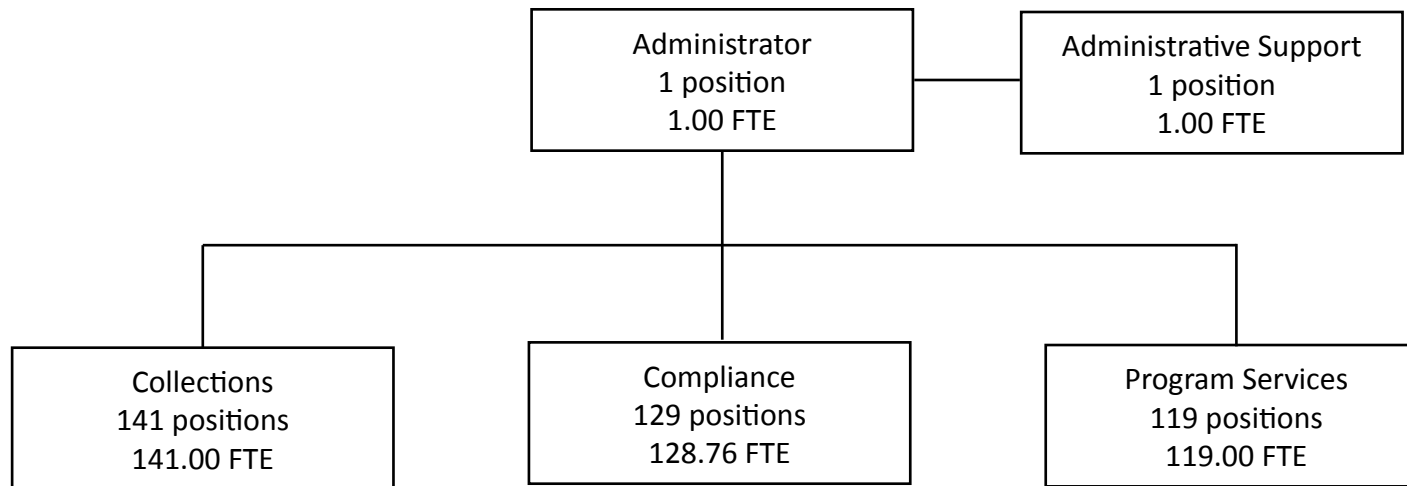 Administrator
1 position
1.00 FTE
Administrative Support
1 position
1.00 FTE
Collections
141 positions
141.00 FTE
Compliance
129 positions
128.76 FTE
Program Services
119 positions
119.00 FTE